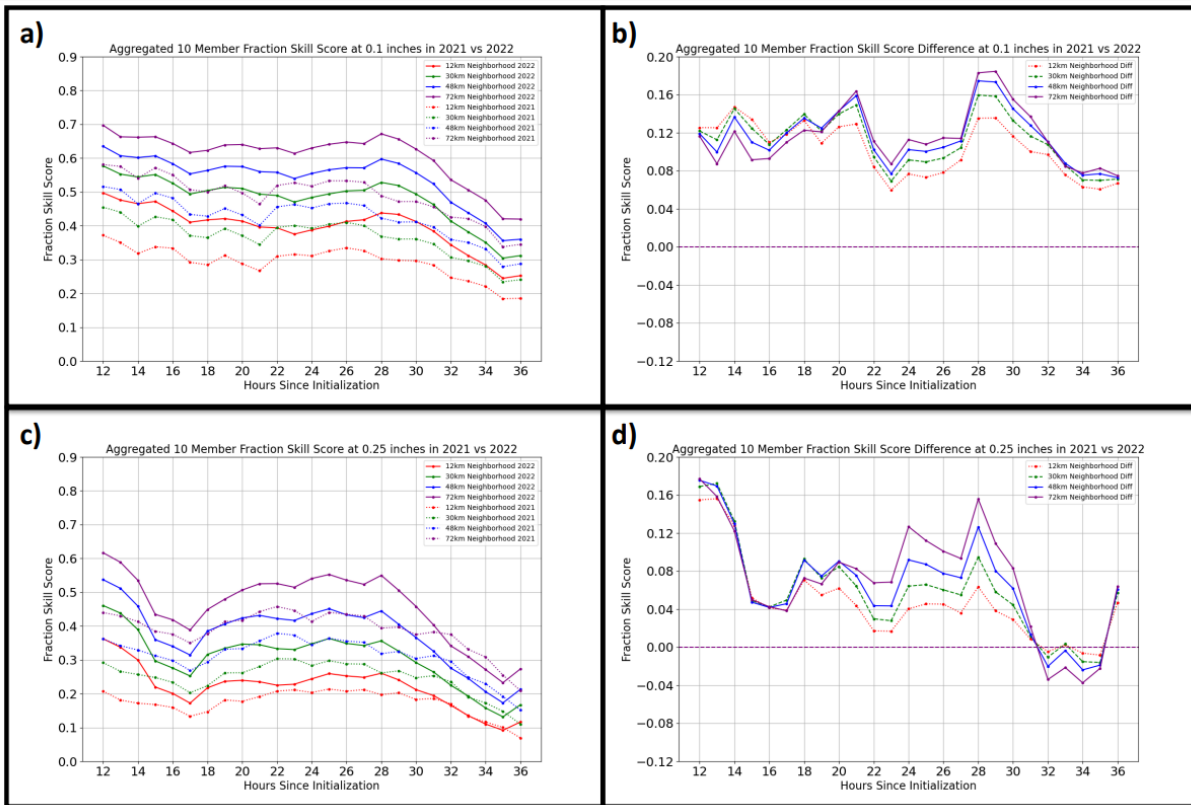 a)
Aggregated 10 Member Fraction Skill Score at 0.1 inches in 2021 vs 2022
0.9
0.8
0.7
0.6
0.5
0.4
0.3
0.2
0.1
0.0
Fraction Skill Score
12km Neighborhood 2022
30km Neighborhood 2022
48km Neighborhood 2022
72km Neighborhood 2022
12km Neighborhood 2021
30km Neighborhood 2021
48km Neighborhood 2021
72km Neighborhood 2021
12 14 16 18 20 22 24 26 28 30 32 34 36
Hours Since Initialization
b)
Aggregated 10 Member Fraction Skill Score Difference at 0.1 inches in 2021 vs 2022
0.20
0.16
0.12
0.08
0.04
0.00
−0.04
−0.08
−0.12
Fraction Skill Score
12km Neighborhood Diff
30km Neighborhood Diff
48km Neighborhood Diff
72km Neighborhood Diff
12 14 16 18 20 22 24 26 28 30 32 34 36
Hours Since Initialization
c)
Aggregated 10 Member Fraction Skill Score at 0.25 inches in 2021 vs 2022
0.9
0.8
0.7
0.6
0.5
0.4
0.3
0.2
0.1
0.0
Fraction Skill Score
12km Neighborhood 2022
30km Neighborhood 2022
48km Neighborhood 2022
72km Neighborhood 2022
12km Neighborhood 2021
30km Neighborhood 2021
48km Neighborhood 2021
72km Neighborhood 2021
12 14 16 18 20 22 24 26 28 30 32 34 36
Hours Since Initialization
d)
Aggregated 10 Member Fraction Skill Score Difference at 0.25 inches in 2021 vs 2022
0.20
0.16
0.12
0.08
0.04
0.00
−0.04
−0.08
−0.12
Fraction Skill Score
12km Neighborhood Diff
30km Neighborhood Diff
48km Neighborhood Diff
72km Neighborhood Diff
12 14 16 18 20 22 24 26 28 30 32 34 36
Hours Since Initialization